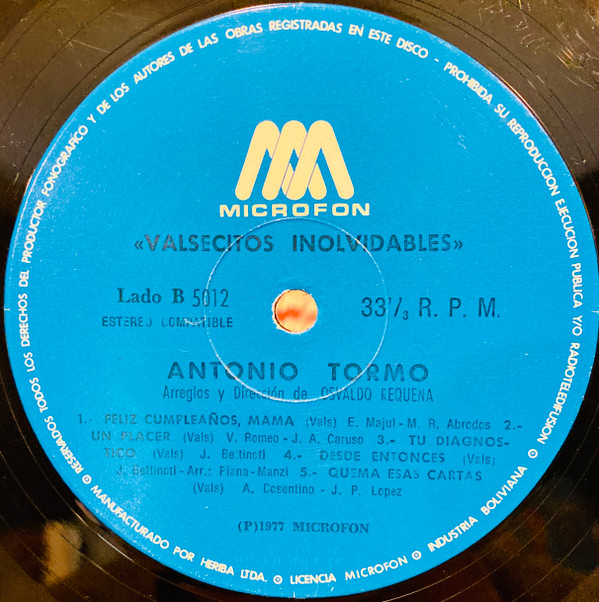 RESERVADOS TODOS LOS DERECHOS DEL PRODUCTOR FONOGRAFICO Y DE LOS AUTORES DE LAS OBRAS REGISTRADAS EN ESTE DISCO - PROHIBIDA SU REPRODUCCION EJECUCION PUBLICA Y/O RADIOTELEDIFUSION
MICROFON
«VALSECITOS INOLVIDABLES»
Lado B 5012
33⅓ R. P. M.
ESTEREO COMPATIBLE
ANTONIO TORMO
Arreglos y Dirección de OSVALDO REQUENA
1.- FELIZ CUMPLEAÑOS, MAMA (Vals) E. Majul - M. R. Abrodos 2.-
UN PLACER (Vals) V. Romeo - J. A. Caruso 3.- TU DIAGNOS-
TICO (Vals) J. Bettinoti 4.- DESDE ENTONCES (Vals)
J. Bettinoti - Arr.: Piana - Manzi 5.- QUEMA ESAS CARTAS
(Vals) A. Cosentino - J. P. Lopez
(P)1977 MICROFON
MANUFACTURADO POR HERIBA LTDA. LICENCIA MICROFON INDUSTRIA BOLIVIANA